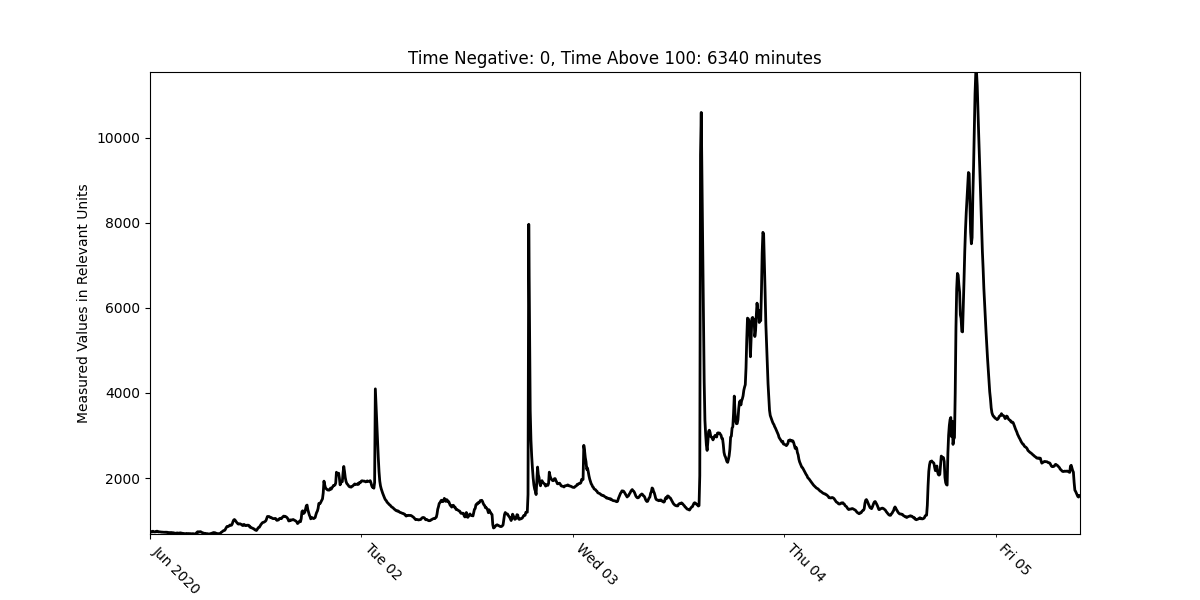 Time Negative: 0, Time Above 100: 6340 minutes
Measured Values in Relevant Units
10000
8000
6000
4000
2000
Jun 2020
Tue 02
Wed 03
Thu 04
Fri 05